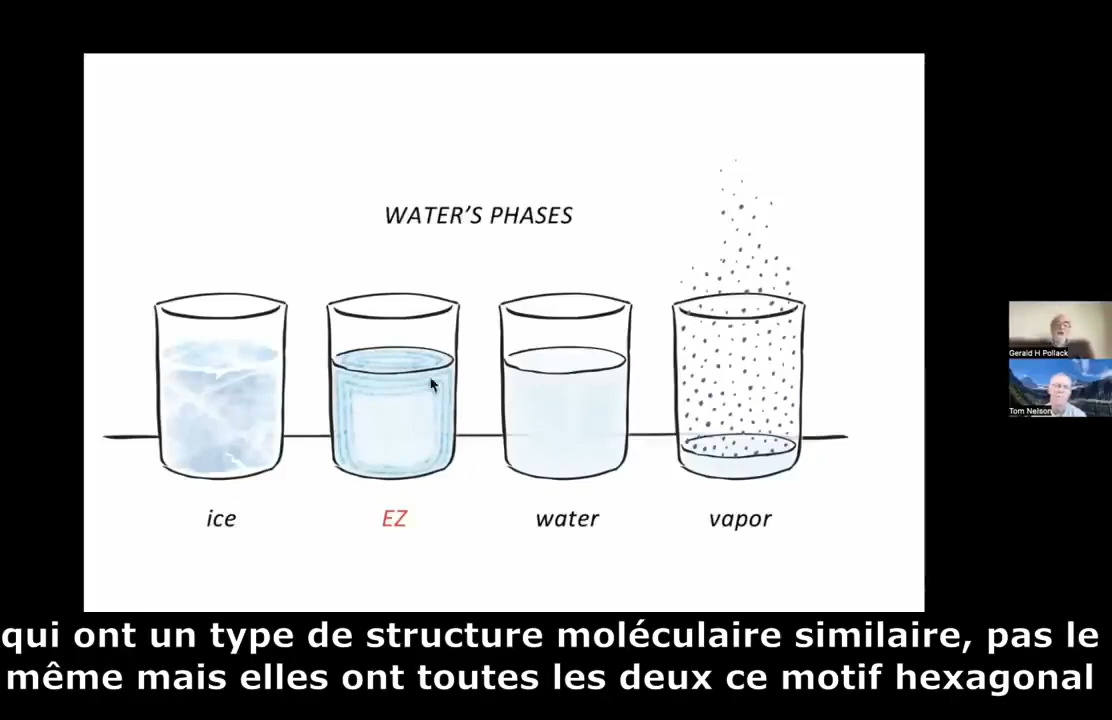 WATER'S PHASES
ice
EZ
water
vapor
Gerald H Pollack
Tom Nelson
qui ont un type de structure moléculaire similaire, pas le
même mais elles ont toutes les deux ce motif hexagonal